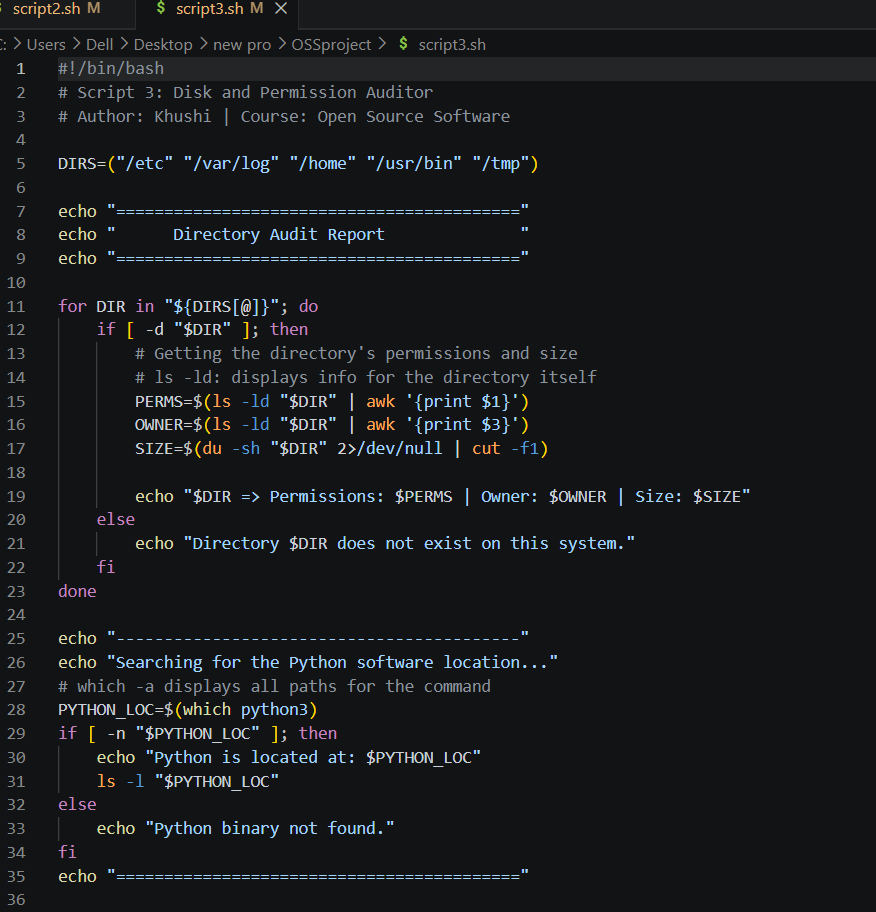 $ script2.sh M $ script3.sh M ×
C: > Users > Dell > Desktop > new pro > OSSproject > $ script3.sh
1 #!/bin/bash
2 # Script 3: Disk and Permission Auditor
3 # Author: Khushi | Course: Open Source Software
4
5 DIRS=("/etc" "/var/log" "/home" "/usr/bin" "/tmp")
6
7 echo "=========================================="
8 echo "      Directory Audit Report              "
9 echo "=========================================="
10
11 for DIR in "${DIRS[@]}"; do
12     if [ -d "$DIR" ]; then
13         # Getting the directory's permissions and size
14         # ls -ld: displays info for the directory itself
15         PERMS=$(ls -ld "$DIR" | awk '{print $1}')
16         OWNER=$(ls -ld "$DIR" | awk '{print $3}')
17         SIZE=$(du -sh "$DIR" 2>/dev/null | cut -f1)
18
19         echo "$DIR => Permissions: $PERMS | Owner: $OWNER | Size: $SIZE"
20     else
21         echo "Directory $DIR does not exist on this system."
22     fi
23 done
24
25 echo "------------------------------------------"
26 echo "Searching for the Python software location..."
27 # which -a displays all paths for the command
28 PYTHON_LOC=$(which python3)
29 if [ -n "$PYTHON_LOC" ]; then
30     echo "Python is located at: $PYTHON_LOC"
31     ls -l "$PYTHON_LOC"
32 else
33     echo "Python binary not found."
34 fi
35 echo "=========================================="
36